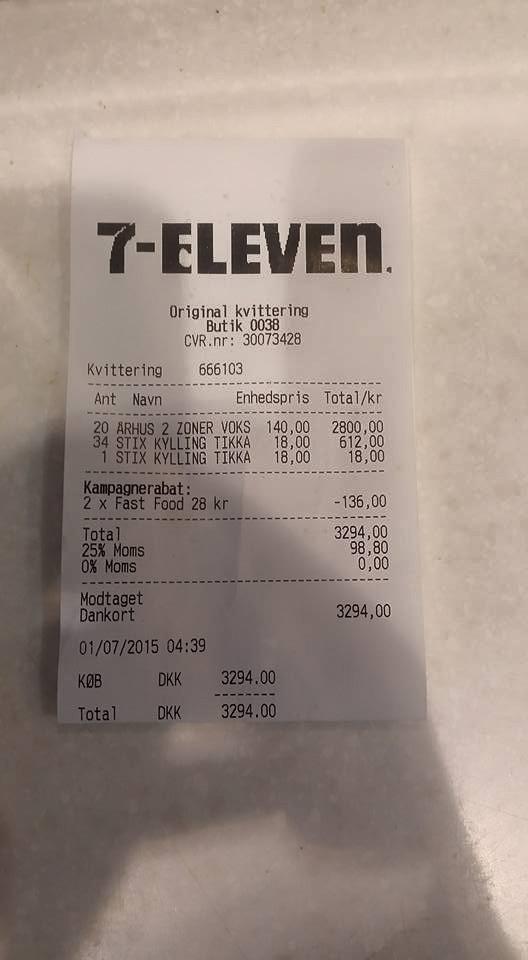 7-ELEVEn.
Original kvittering
Butik 0038
CVR.nr: 30073428
Kvittering 666103
Ant Navn Enhedspris Total/kr
20 ÅRHUS 2 ZONER VOKS 140,00 2800,00
34 STIX KYLLING TIKKA 18,00 612,00
1 STIX KYLLING TIKKA 18,00 18,00
Kampagnerabat:
2 x Fast Food 28 kr -136,00
Total 3294,00
25% Moms 98,80
0% Moms 0,00
Modtaget
Dankort 3294,00
01/07/2015 04:39
KØB DKK 3294.00
Total DKK 3294.00